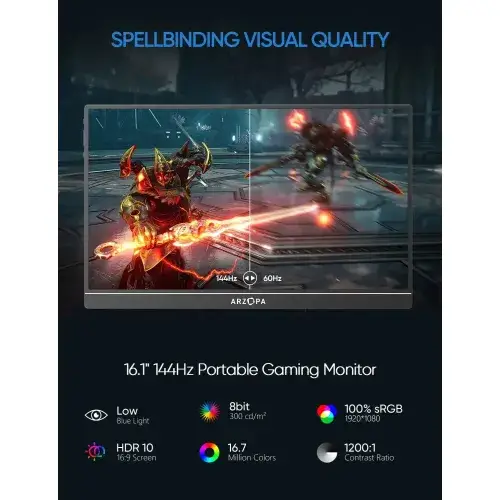 SPELLBINDING VISUAL QUALITY
144Hz 60Hz
ARZOPA
16.1" 144Hz Portable Gaming Monitor
Low
Blue Light
8bit
300 cd/m²
100% sRGB
1920*1080
HDR 10
16:9 Screen
16.7
Million Colors
1200:1
Contrast Ratio